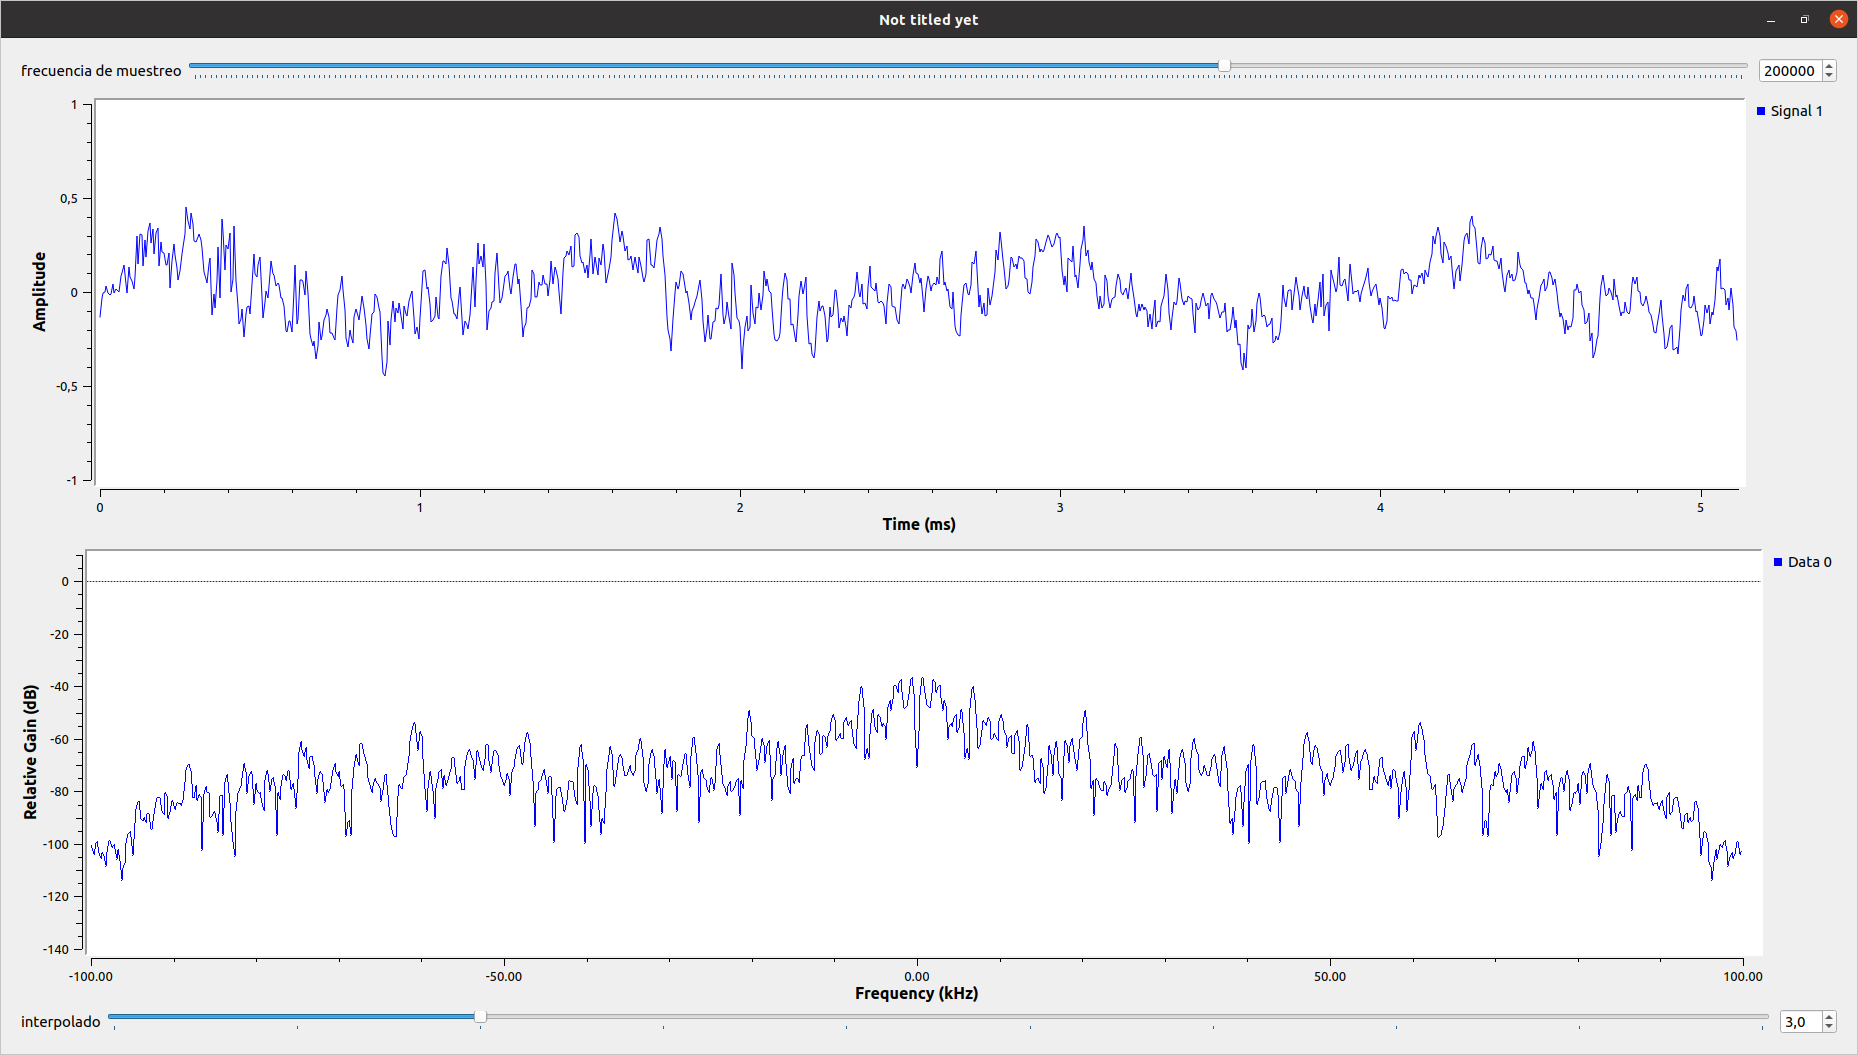 Not titled yet
frecuencia de muestreo
200000
Signal 1
Amplitude
1
0,5
0
-0,5
-1
0 1 2 3 4 5
Time (ms)
Data 0
Relative Gain (dB)
0
-20
-40
-60
-80
-100
-120
-140
-100.00 -50.00 0.00 50.00 100.00
Frequency (kHz)
interpolado
3,0